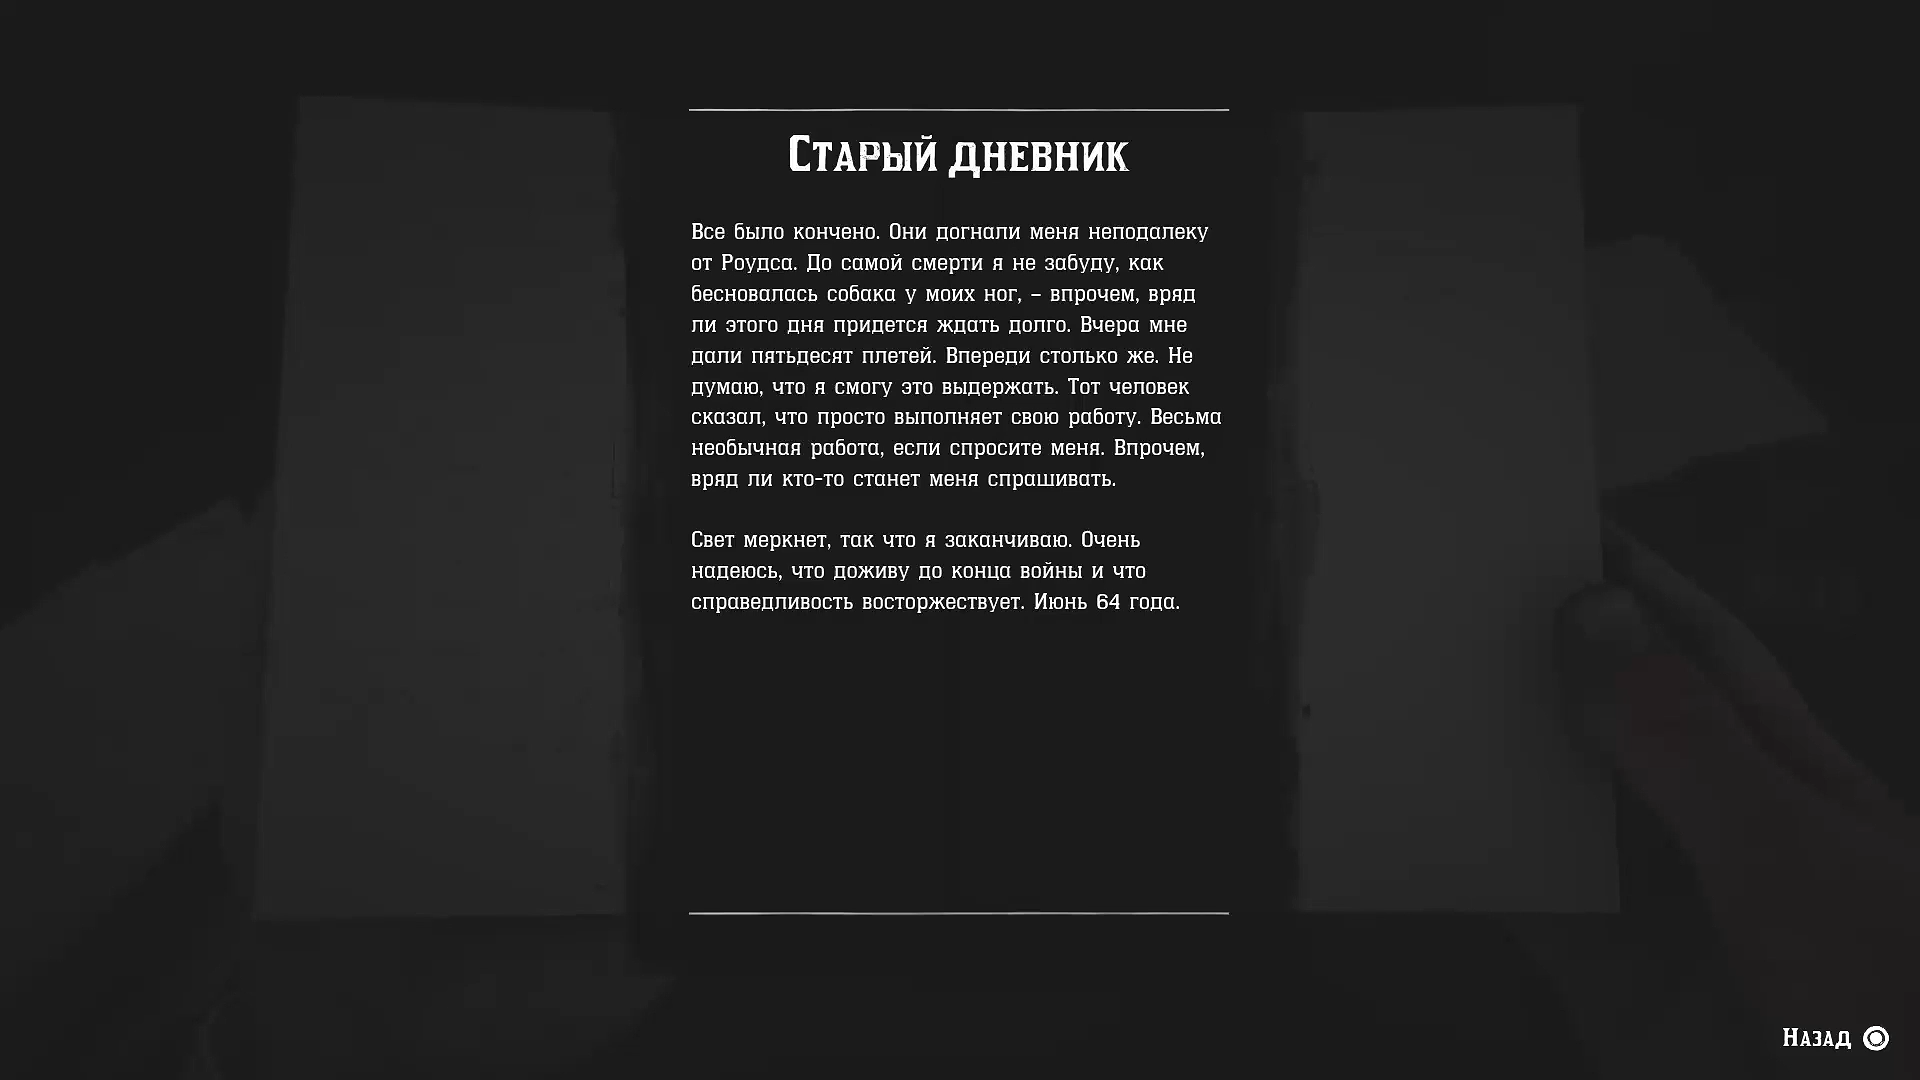 Старый дневник
Все было кончено. Они догнали меня неподалеку
от Роудса. До самой смерти я не забуду, как
бесновалась собака у моих ног, – впрочем, вряд
ли этого дня придется ждать долго. Вчера мне
дали пятьдесят плетей. Впереди столько же. Не
думаю, что я смогу это выдержать. Тот человек
сказал, что просто выполняет свою работу. Весьма
необычная работа, если спросите меня. Впрочем,
вряд ли кто-то станет меня спрашивать.
Свет меркнет, так что я заканчиваю. Очень
надеюсь, что доживу до конца войны и что
справедливость восторжествует. Июнь 64 года.
Назад